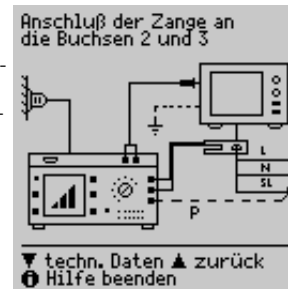 Anschluß der Zange an
die Buchsen 2 und 3
L
N
SL
P
▼ techn. Daten ▲ zurück
ℹ Hilfe beenden